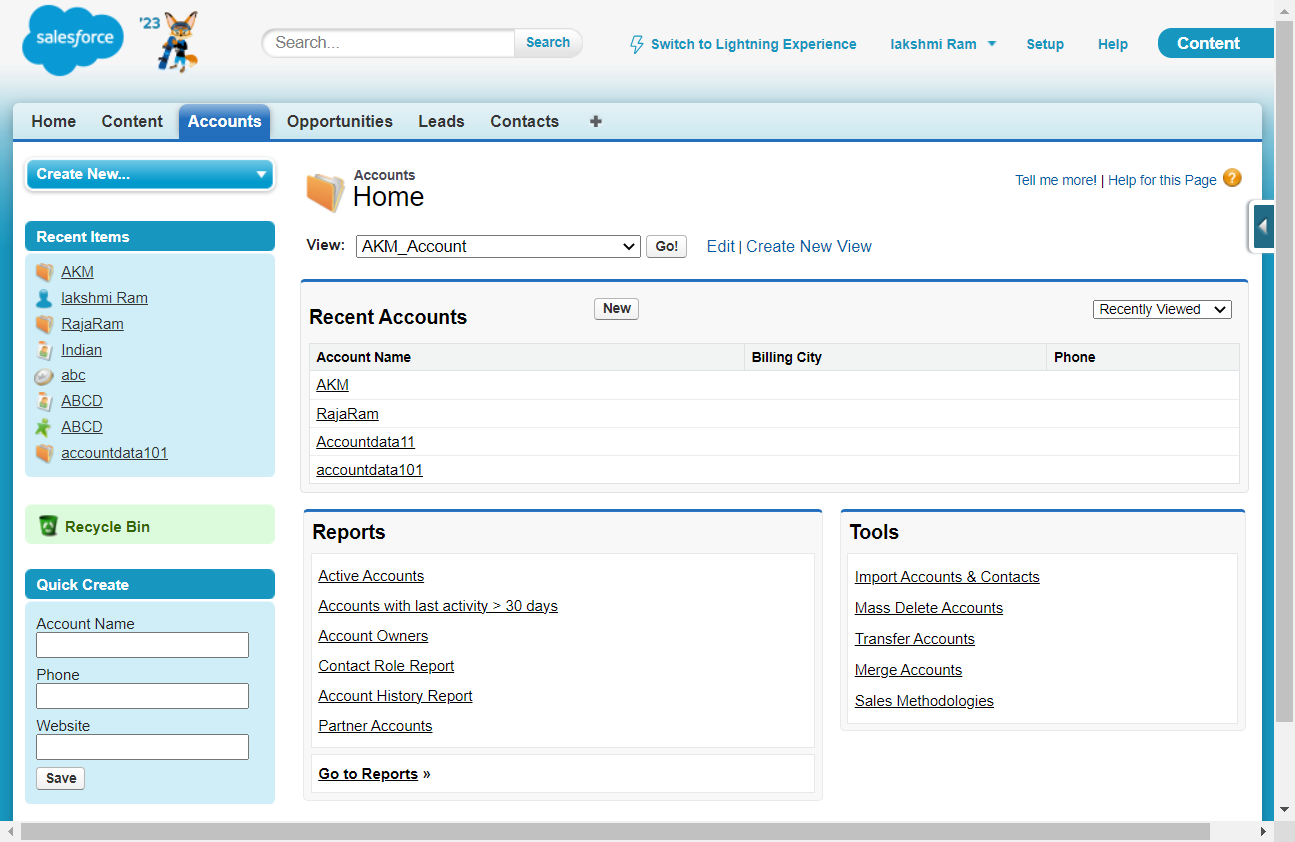 salesforce '23 Search... Search Switch to Lightning Experience lakshmi Ram Setup Help Content
Home Content Accounts Opportunities Leads Contacts
Create New...
Recent Items
AKM
lakshmi Ram
RajaRam
Indian
abc
ABCD
ABCD
accountdata101
Recycle Bin
Quick Create
Account Name
Phone
Website
Save
Accounts
Home
Tell me more! | Help for this Page ?
View: AKM_Account Go! Edit | Create New View
Recent Accounts New Recently Viewed
Account Name Billing City Phone
AKM
RajaRam
Accountdata11
accountdata101
Reports
Active Accounts
Accounts with last activity > 30 days
Account Owners
Contact Role Report
Account History Report
Partner Accounts
Go to Reports »
Tools
Import Accounts & Contacts
Mass Delete Accounts
Transfer Accounts
Merge Accounts
Sales Methodologies